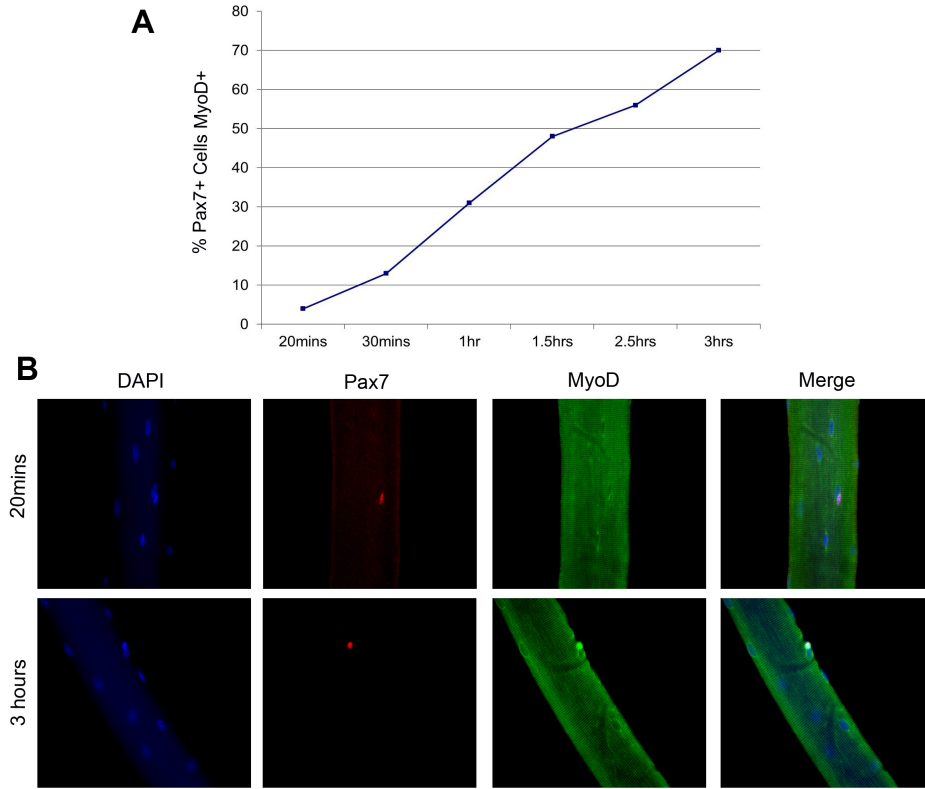 A
80
70
60
50
40
30
20
10
0
% Pax7+ Cells MyoD+
20mins 30mins 1hr 1.5hrs 2.5hrs 3hrs
B
DAPI Pax7 MyoD Merge
20mins
3 hours